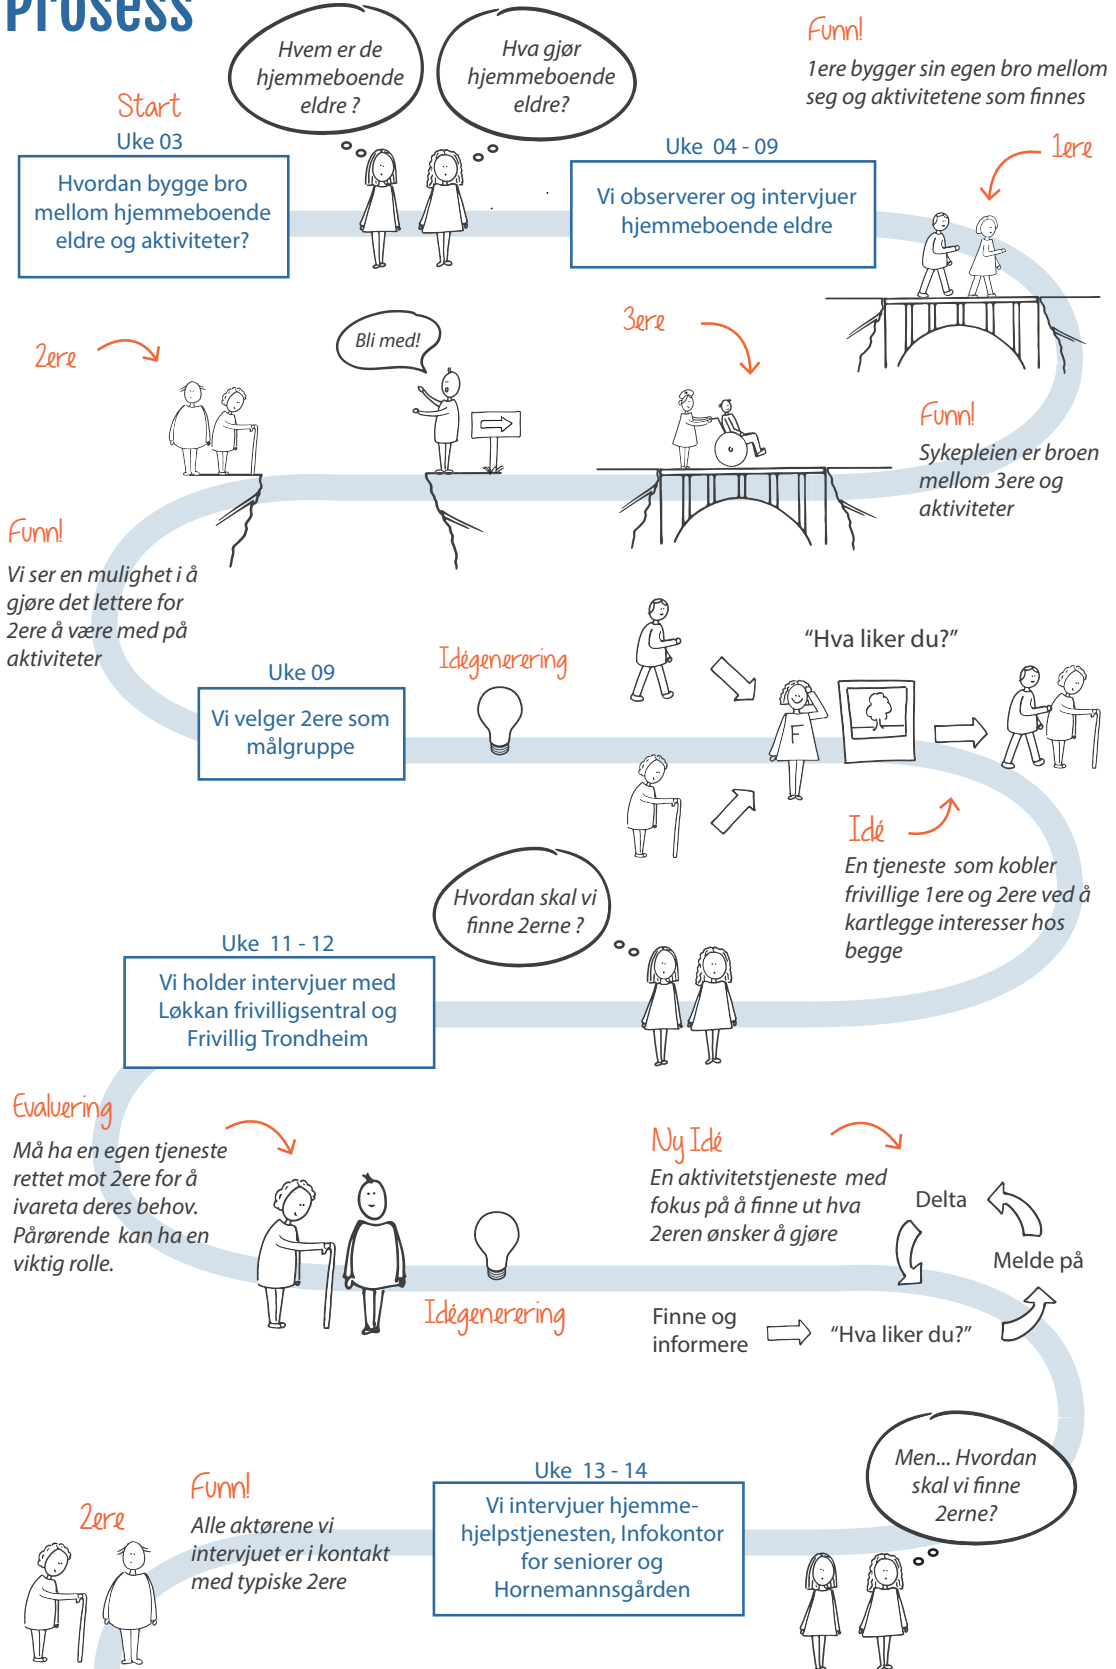 Prosess
Hvem er de
hjemmeboende
eldre ?
Hva gjør
hjemmeboende
eldre?
Funn!
1ere bygger sin egen bro mellom
seg og aktivitetene som finnes
Start
Uke 03
Hvordan bygge bro
mellom hjemmeboende
eldre og aktiviteter?
Uke 04 - 09
Vi observerer og intervjuer
hjemmeboende eldre
1ere
2ere
Bli med!
3ere
Funn!
Sykepleien er broen
mellom 3ere og
aktiviteter
Funn!
Vi ser en mulighet i å
gjøre det lettere for
2ere å være med på
aktiviteter
Uke 09
Vi velger 2ere som
målgruppe
Idégenerering
"Hva liker du?"
F
Idé
En tjeneste som kobler
frivillige 1ere og 2ere ved å
kartlegge interesser hos
begge
Hvordan skal vi
finne 2erne ?
Uke 11 - 12
Vi holder intervjuer med
Løkkan frivilligsentral og
Frivillig Trondheim
Evaluering
Må ha en egen tjeneste
rettet mot 2ere for å
ivareta deres behov.
Pårørende kan ha en
viktig rolle.
Idégenerering
Ny Idé
En aktivitetstjeneste med
fokus på å finne ut hva
2eren ønsker å gjøre
Delta
Melde på
Finne og
informere
"Hva liker du?"
Men... Hvordan
skal vi finne
2erne?
Uke 13 - 14
Vi intervjuer hjemme-
hjelpstjenesten, Infokontor
for seniorer og
Hornemannsgården
Funn!
Alle aktørene vi
intervjuet er i kontakt
med typiske 2ere
2ere